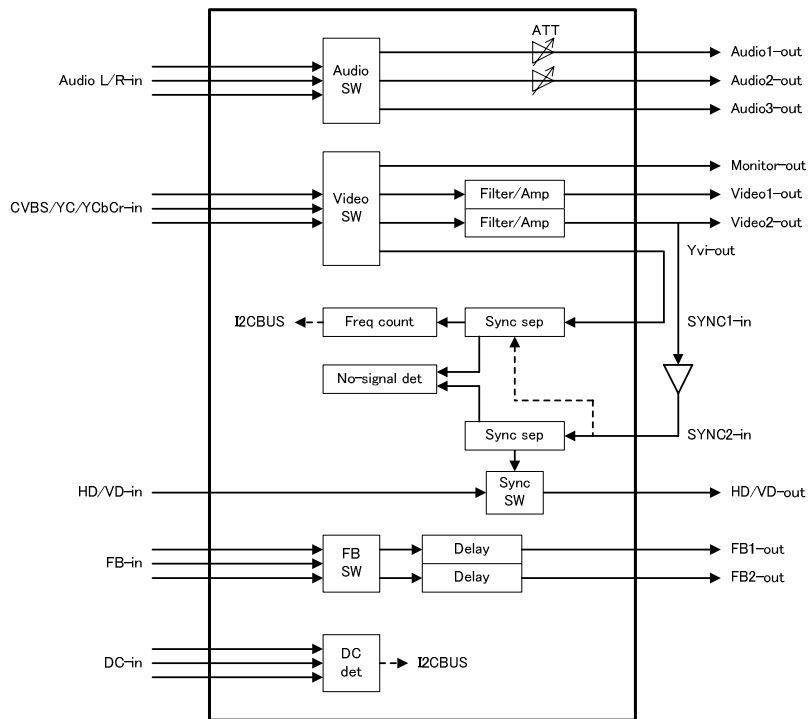 ATT
Audio L/R-in
Audio
SW
Audio1-out
Audio2-out
Audio3-out
CVBS/YC/YCbCr-in
Video
SW
Filter/Amp
Filter/Amp
Monitor-out
Video1-out
Video2-out
Yvi-out
I2CBUS
Freq count
Sync sep
SYNC1-in
No-signal det
Sync sep
SYNC2-in
HD/VD-in
Sync
SW
HD/VD-out
FB-in
FB
SW
Delay
Delay
FB1-out
FB2-out
DC-in
DC
det
I2CBUS